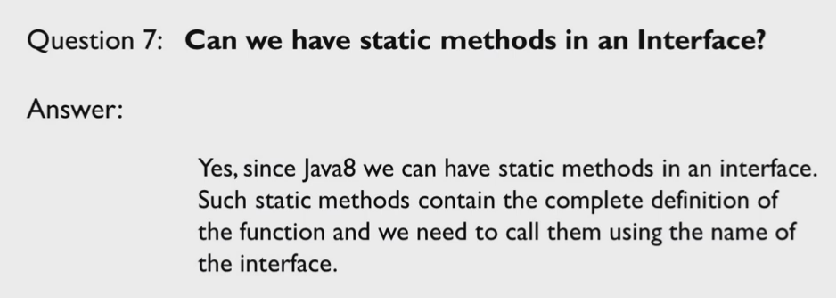 Question 7: Can we have static methods in an Interface?
Answer:
Yes, since Java8 we can have static methods in an interface.
Such static methods contain the complete definition of
the function and we need to call them using the name of
the interface.